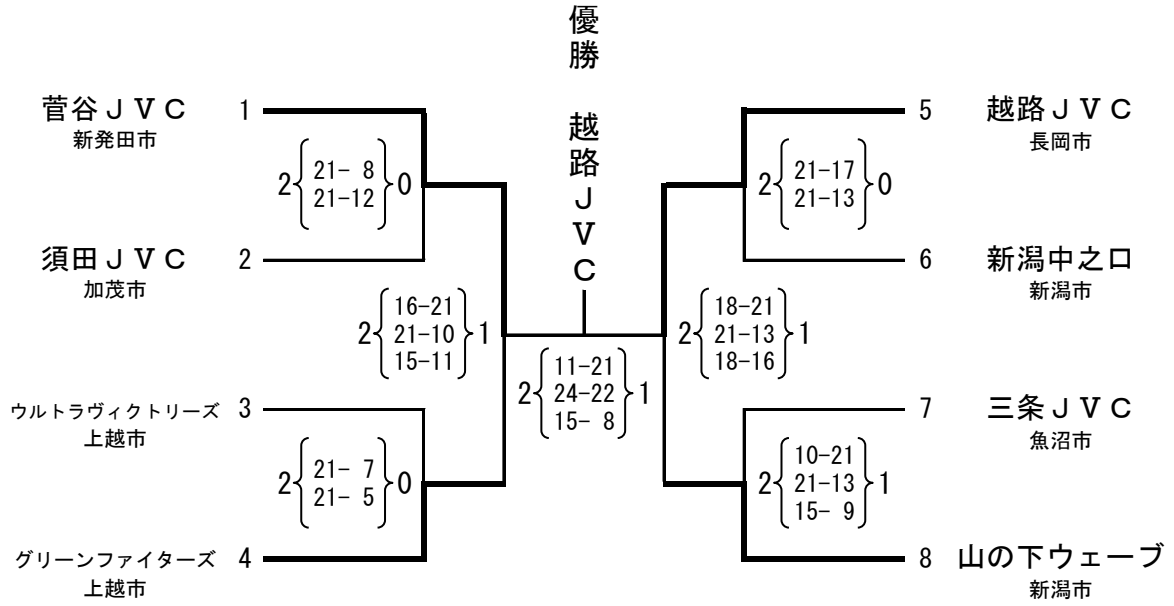 優勝　越路ＪＶＣ
菅谷ＪＶＣ 1
新発田市
2 21- 8 0
21-12
須田ＪＶＣ 2
加茂市
16-21
2 21-10 1
15-11
ウルトラヴィクトリーズ 3
上越市
2 21- 7 0
21- 5
グリーンファイターズ 4
上越市
11-21
2 24-22 1
15- 8
5 越路ＪＶＣ
長岡市
2 21-17 0
21-13
6 新潟中之口
新潟市
18-21
2 21-13 1
18-16
7 三条ＪＶＣ
魚沼市
10-21
2 21-13 1
15- 9
8 山の下ウェーブ
新潟市